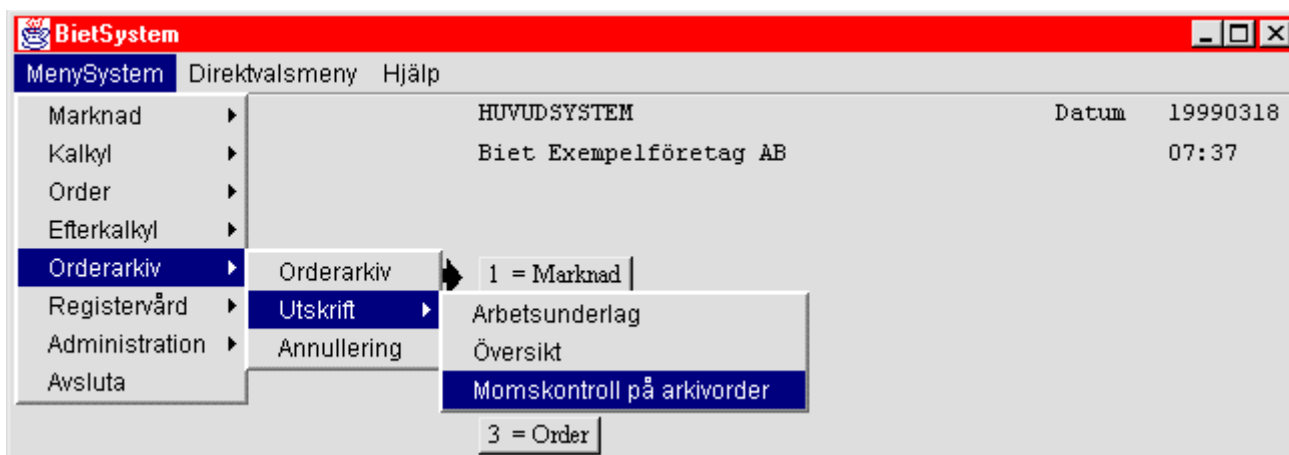 BietSystem
MenySystem Direktvalsmeny Hjälp
Marknad HUVUDSYSTEM Datum 19990318
Kalkyl Biet Exempelföretag AB 07:37
Order
Efterkalkyl
Orderarkiv Orderarkiv 1 = Marknad
Registervård Utskrift Arbetsunderlag
Administration Annullering Översikt
Avsluta Momskontroll på arkivorder
3 = Order